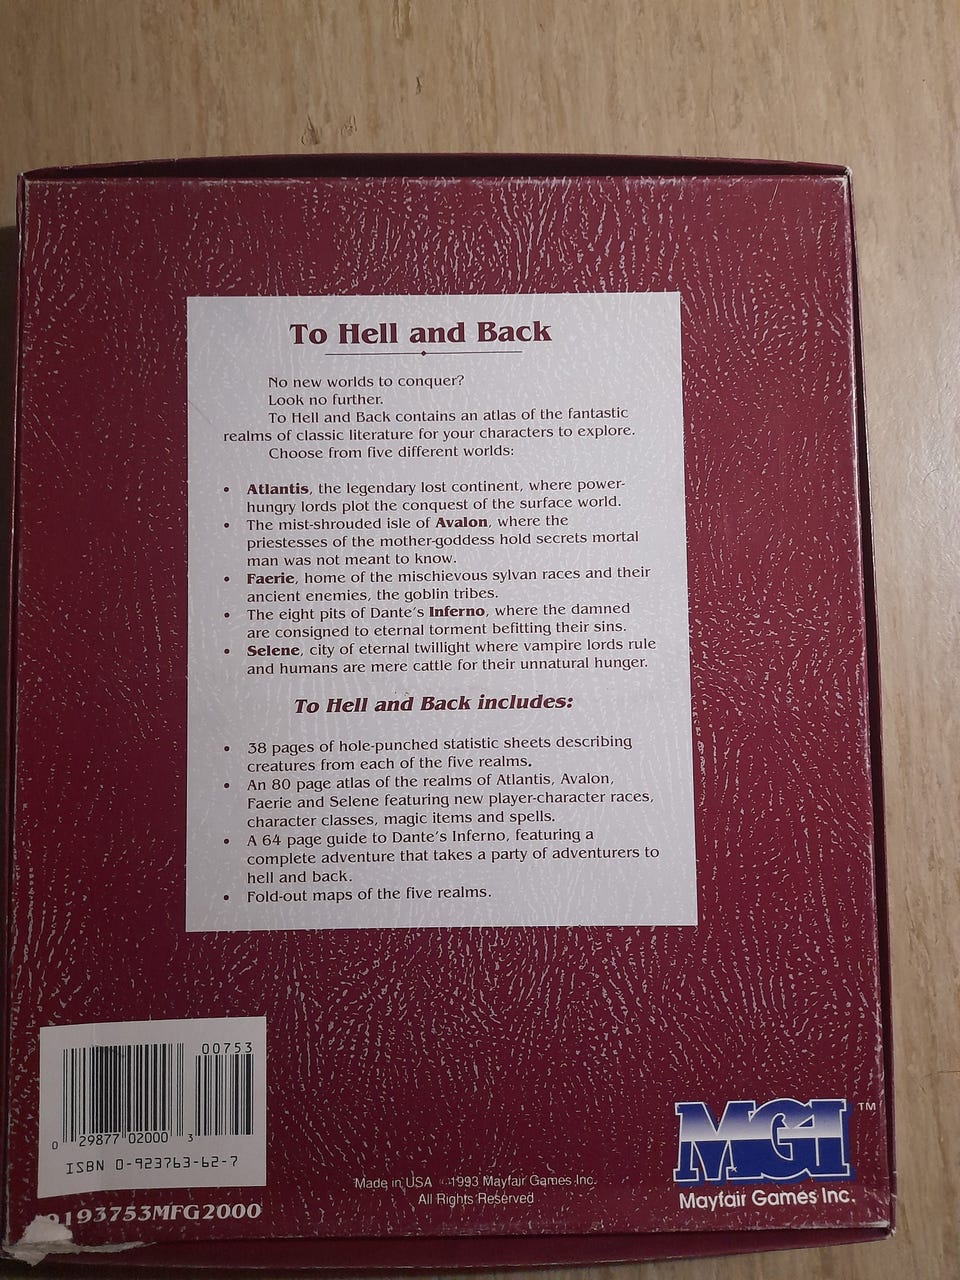 To Hell and Back
No new worlds to conquer?
Look no further.
To Hell and Back contains an atlas of the fantastic
realms of classic literature for your characters to explore.
Choose from five different worlds:
• Atlantis, the legendary lost continent, where power-
hungry lords plot the conquest of the surface world.
• The mist-shrouded isle of Avalon, where the
priestesses of the mother-goddess hold secrets mortal
man was not meant to know.
• Faerie, home of the mischievous sylvan races and their
ancient enemies, the goblin tribes.
• The eight pits of Dante's Inferno, where the damned
are consigned to eternal torment befitting their sins.
• Selene, city of eternal twillight where vampire lords rule
and humans are mere cattle for their unnatural hunger.
To Hell and Back includes:
• 38 pages of hole-punched statistic sheets describing
creatures from each of the five realms.
• An 80 page atlas of the realms of Atlantis, Avalon,
Faerie and Selene featuring new player-character races,
character classes, magic items and spells.
• A 64 page guide to Dante's Inferno, featuring a
complete adventure that takes a party of adventurers to
hell and back.
• Fold-out maps of the five realms.
00753
0 29877 02000 3
ISBN 0-923763-62-7
9193753MFG2000
Made in USA 1993 Mayfair Games Inc.
All Rights Reserved
MGI ™
Mayfair Games Inc.